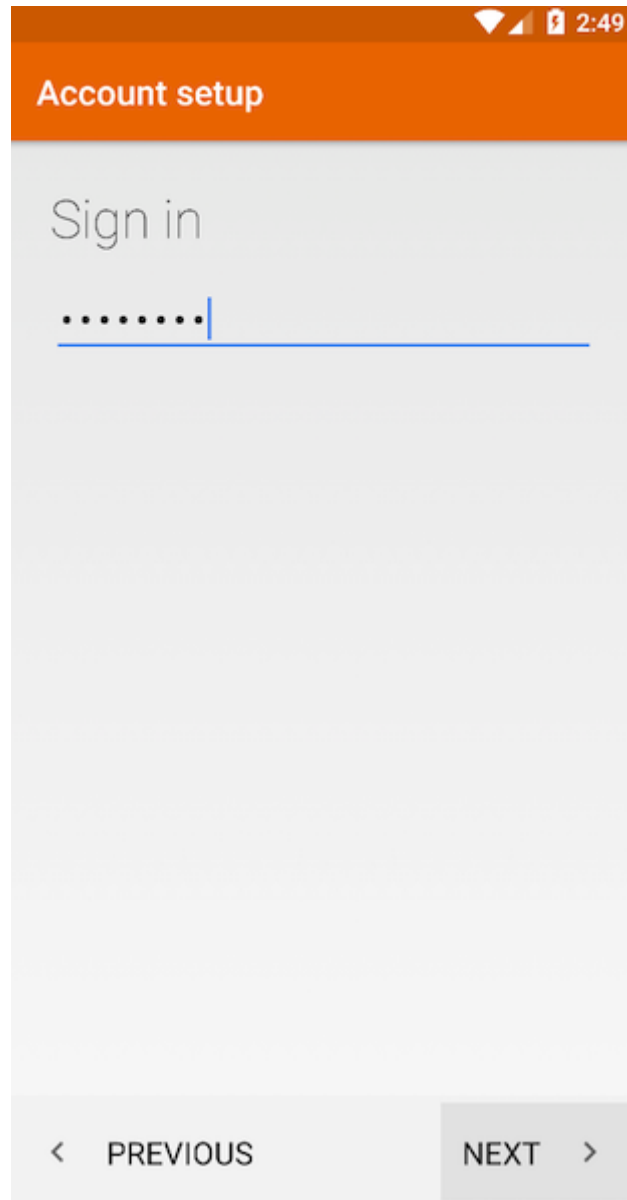 2:49
Account setup
Sign in
••••••••
PREVIOUS NEXT